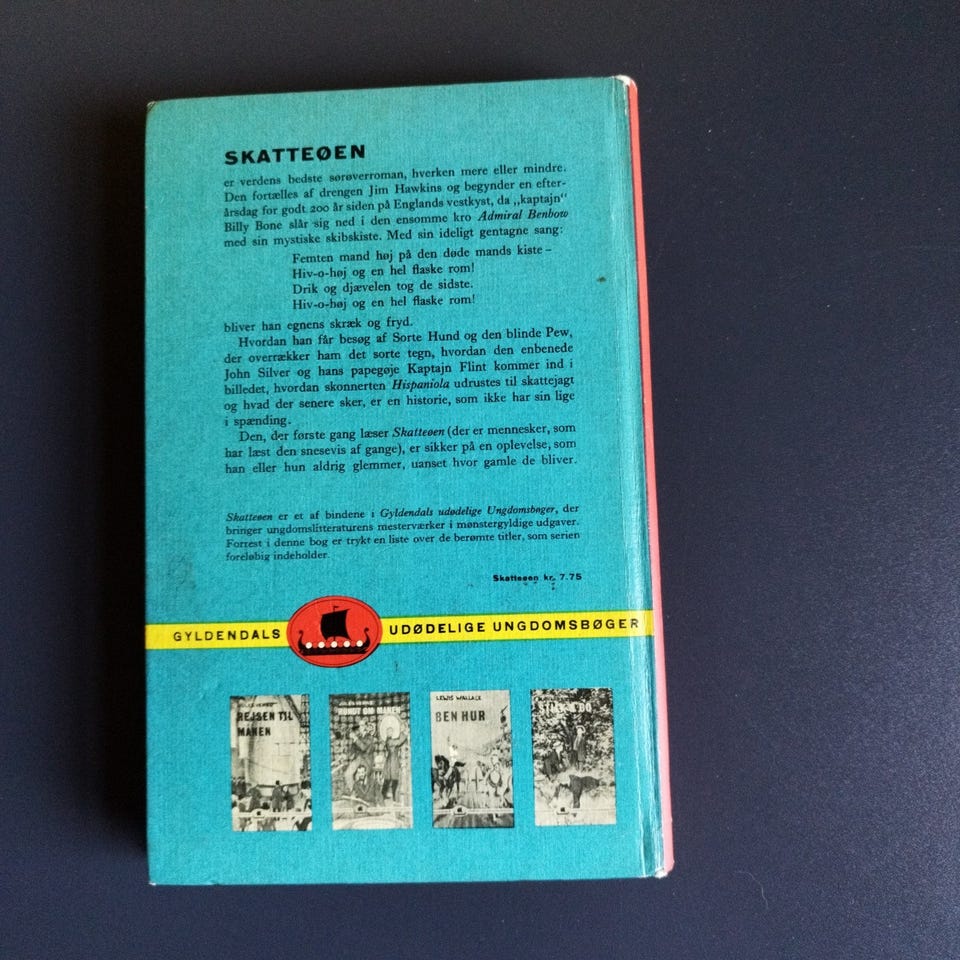 SKATTEØEN
er verdens bedste sørøverroman, hverken mere eller mindre.
Den fortælles af drengen Jim Hawkins og begynder en efter-
årsdag for godt 200 år siden på Englands vestkyst, da „kaptajn“
Billy Bone slår sig ned i den ensomme kro Admiral Benbow
med sin mystiske skibskiste. Med sin ideligt gentagne sang:
Femten mand høj på den døde mands kiste –
Hiv-o-høj og en hel flaske rom!
Drik og djævelen tog de sidste.
Hiv-o-høj og en hel flaske rom!
bliver han egnens skræk og fryd.
Hvordan han får besøg af Sorte Hund og den blinde Pew,
der overrækker ham det sorte tegn, hvordan den enbenede
John Silver og hans papegøje Kaptajn Flint kommer ind i
billedet, hvordan skonnerten Hispaniola udrustes til skattejagt
og hvad der senere sker, er en historie, som ikke har sin lige
i spænding.
Den, der første gang læser Skatteøen (der er mennesker, som
har læst den snesevis af gange), er sikker på en oplevelse, som
han eller hun aldrig glemmer, uanset hvor gamle de bliver.
Skatteøen er et af bindene i Gyldendals udødelige Ungdomsbøger, der
bringer ungdomslitteraturens mesterværker i mønstergyldige udgaver.
Forrest i denne bog er trykt en liste over de berømte titler, som serien
foreløbig indeholder.
Skatteøen kr. 7.75
GYLDENDALS UDØDELIGE UNGDOMSBØGER
REJSEN TIL
MÅNEN
LEWIS WALLACE
BEN HUR